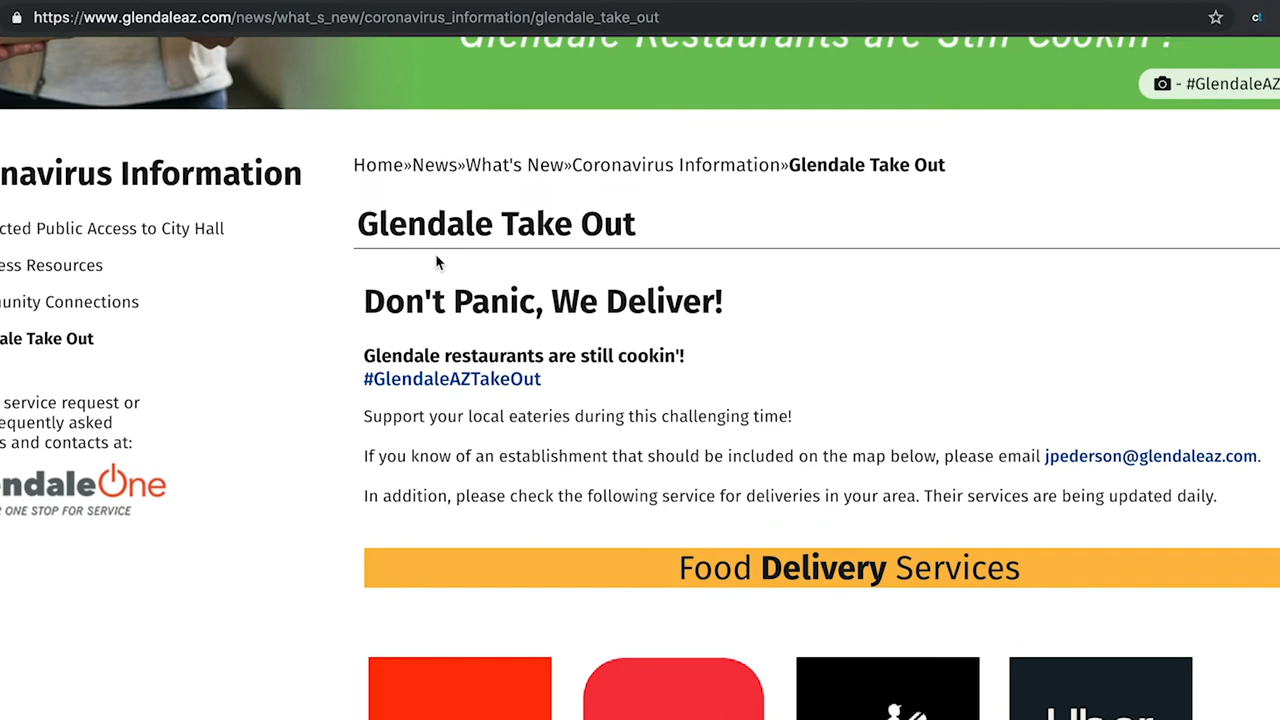 https://www.glendaleaz.com/news/what_s_new/coronavirus_information/glendale_take_out
Glendale Restaurants are Still Cookin'!
- #GlendaleAZ
navirus Information
cted Public Access to City Hall
ess Resources
unity Connections
ale Take Out
service request or
equently asked
s and contacts at:
ndaleOne
R ONE STOP FOR SERVICE
Home»News»What's New»Coronavirus Information»Glendale Take Out
Glendale Take Out
Don't Panic, We Deliver!
Glendale restaurants are still cookin'!
#GlendaleAZTakeOut
Support your local eateries during this challenging time!
If you know of an establishment that should be included on the map below, please email jpederson@glendaleaz.com.
In addition, please check the following service for deliveries in your area. Their services are being updated daily.
Food Delivery Services
Uber